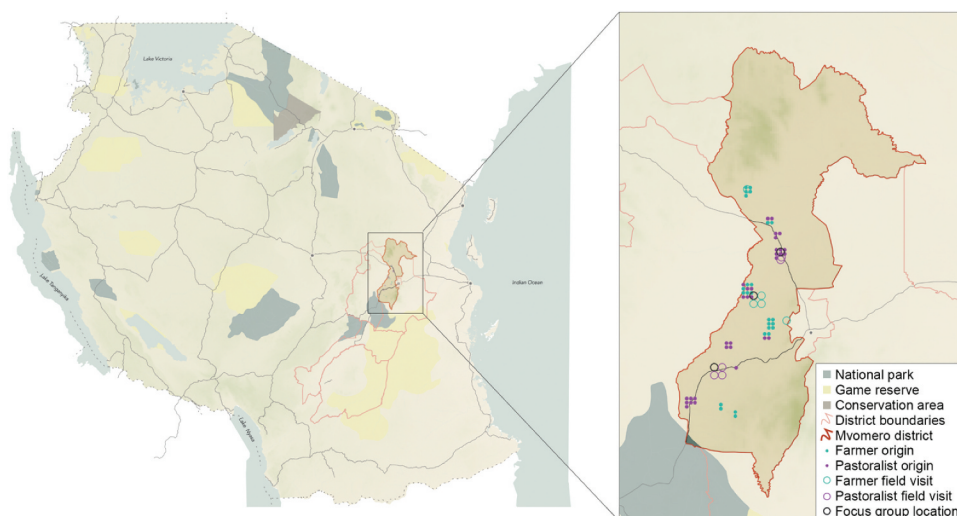 Lake Victoria
Lake Tanganyika
Indian Ocean
Lake Nyasa
National park
Game reserve
Conservation area
District boundaries
Mvomero district
Farmer origin
Pastoralist origin
Farmer field visit
Pastoralist field visit
Focus group location